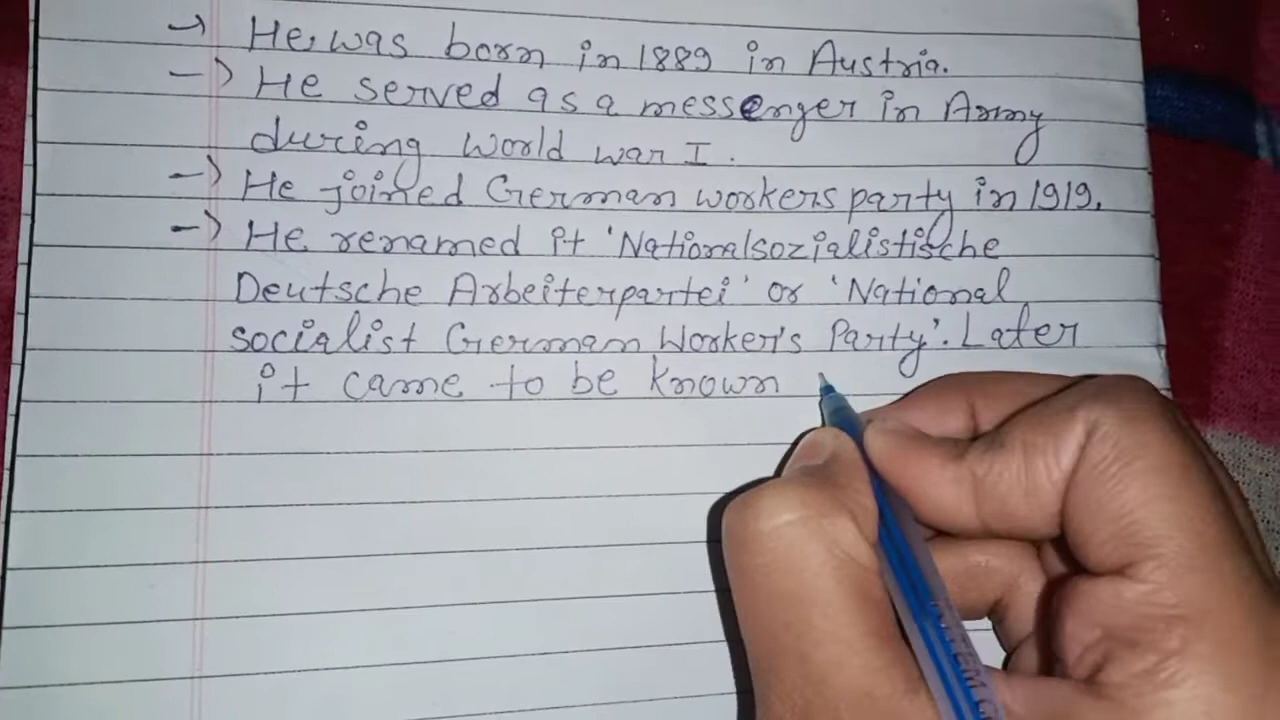 → He was born in 1889 in Austria.
→ He served as a messenger in Army
during World war I.
→ He joined German workers party in 1919.
→ He renamed it 'Nationalsozialistische
Deutsche Arbeiterpartei' or 'National
socialist German Worker's Party'. Later
it came to be known